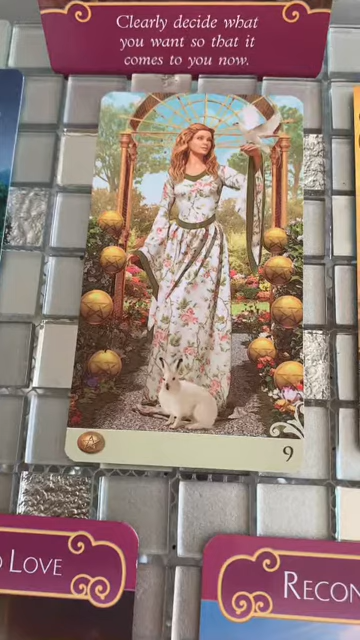 Clearly decide what
you want so that it
comes to you now.
9
LOVE
RECON